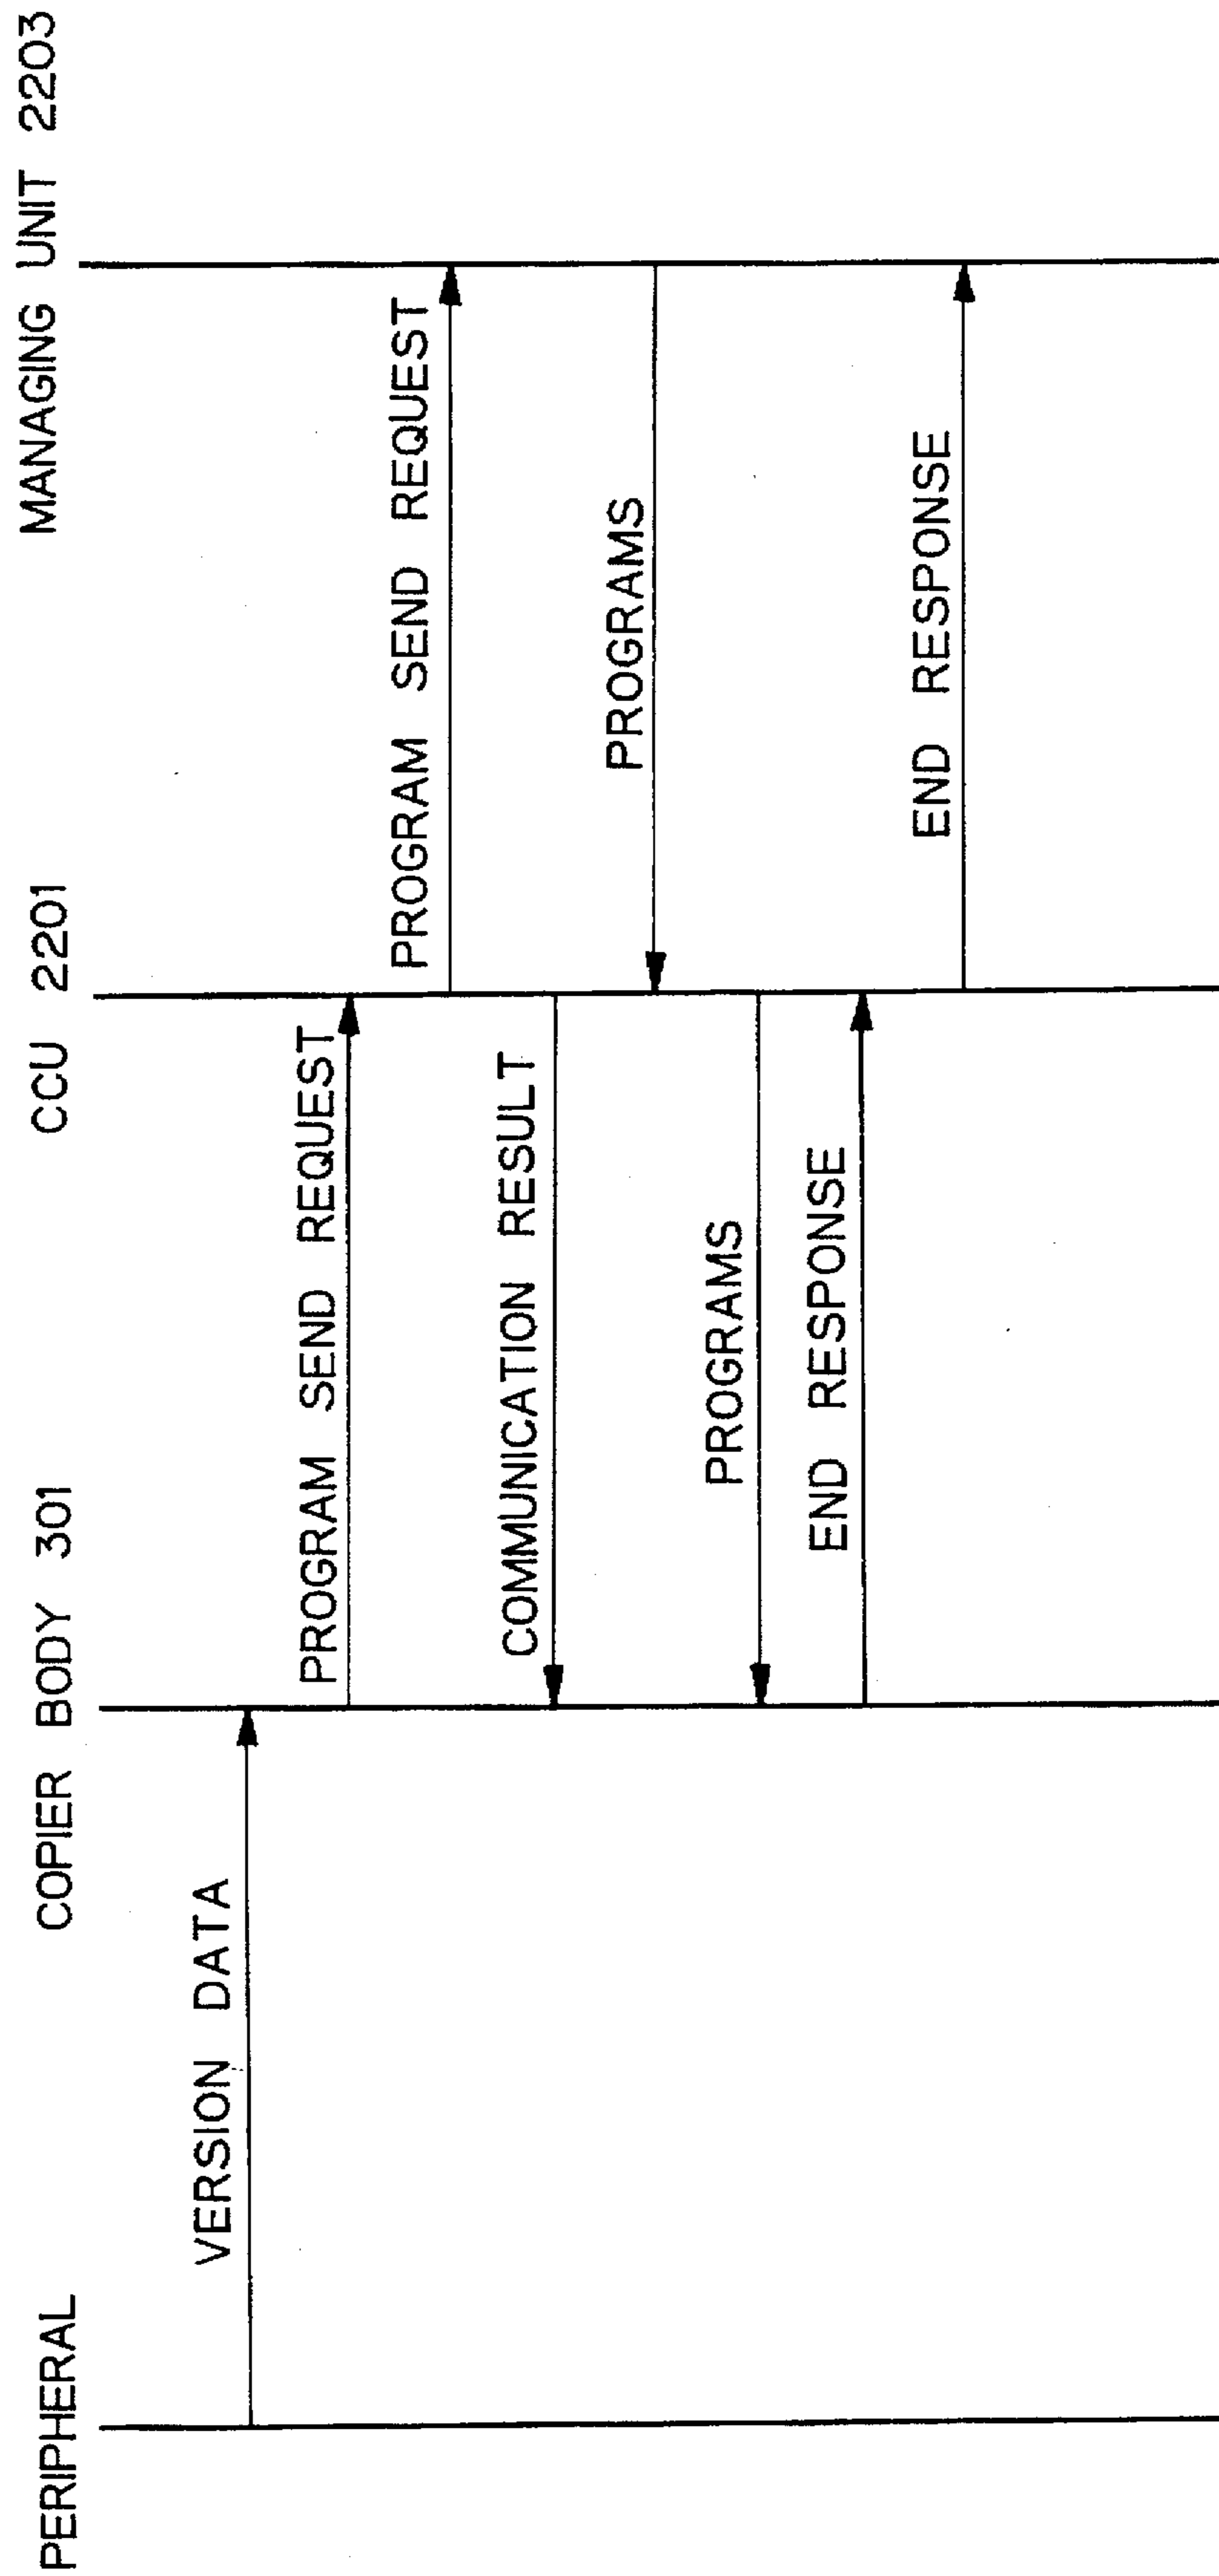 PERIPHERAL
COPIER BODY 301
CCU 2201
MANAGING UNIT 2203
VERSION DATA
PROGRAM SEND REQUEST
PROGRAM SEND REQUEST
COMMUNICATION RESULT
PROGRAMS
PROGRAMS
END RESPONSE
END RESPONSE